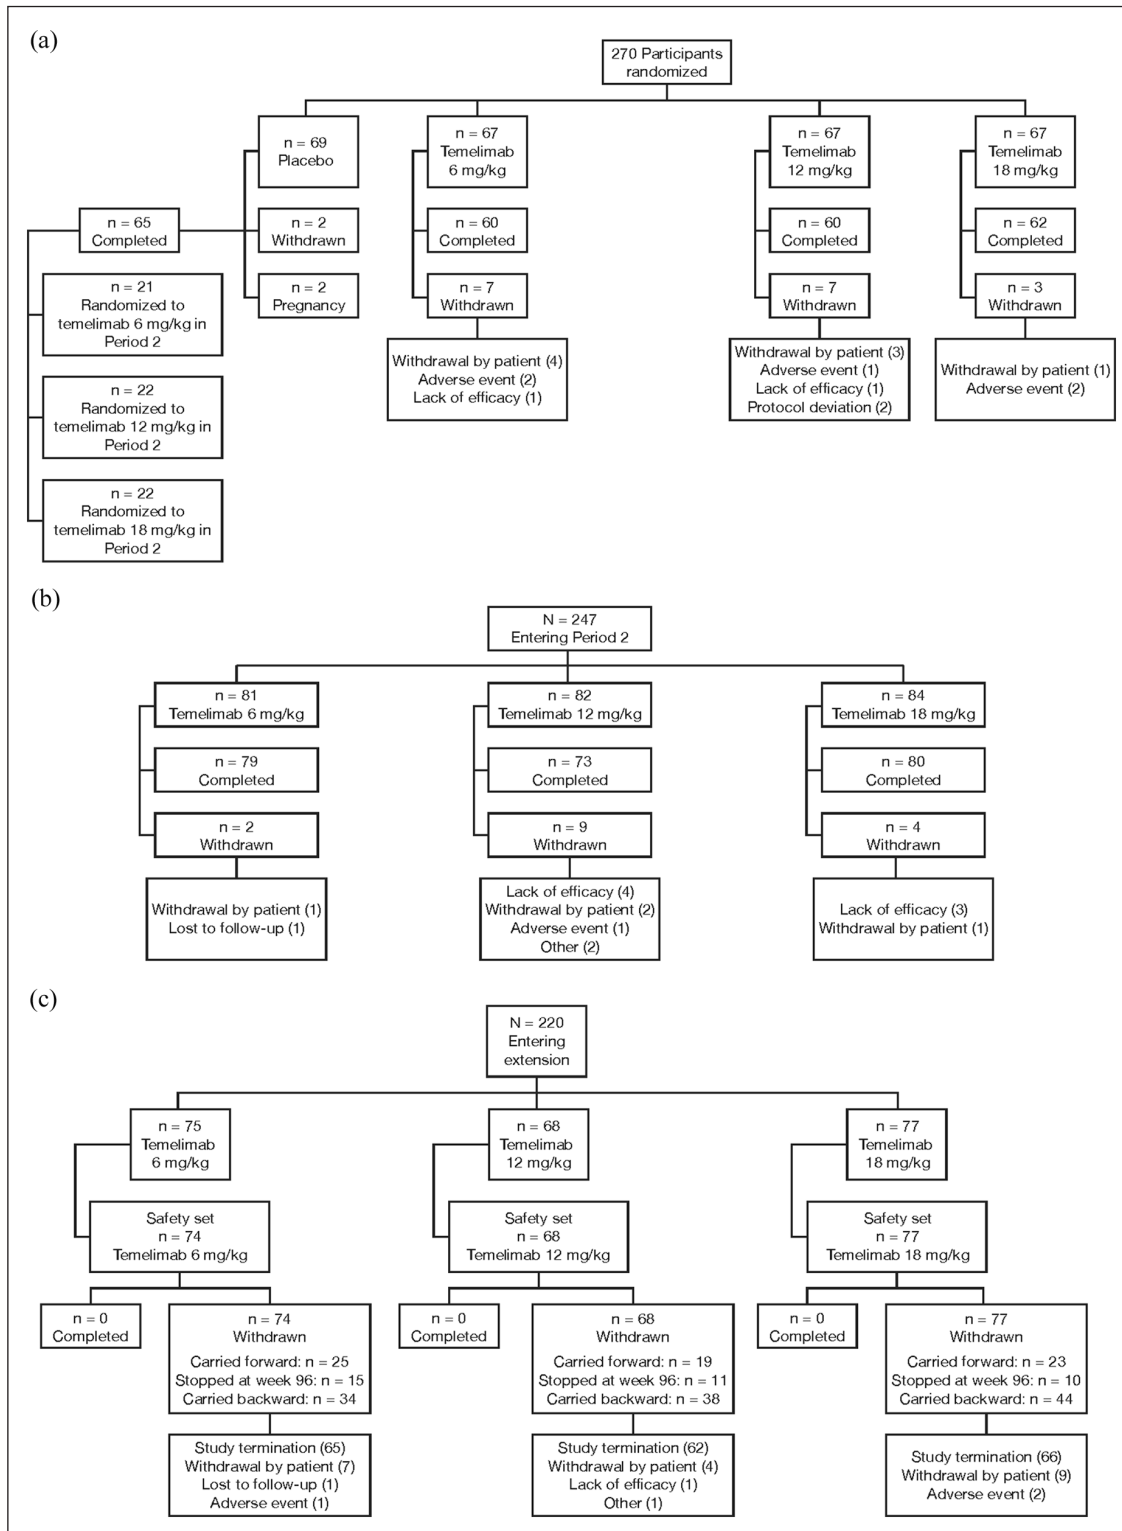 (a)
270 Participants
randomized
n = 69
Placebo
n = 67
Temelimab
6 mg/kg
n = 67
Temelimab
12 mg/kg
n = 67
Temelimab
18 mg/kg
n = 65
Completed
n = 2
Withdrawn
n = 60
Completed
n = 60
Completed
n = 62
Completed
n = 21
Randomized to
temelimab 6 mg/kg in
Period 2
n = 2
Pregnancy
n = 7
Withdrawn
n = 7
Withdrawn
n = 3
Withdrawn
Withdrawal by patient (4)
Adverse event (2)
Lack of efficacy (1)
Withdrawal by patient (3)
Adverse event (1)
Lack of efficacy (1)
Protocol deviation (2)
Withdrawal by patient (1)
Adverse event (2)
n = 22
Randomized to
temelimab 12 mg/kg in
Period 2
n = 22
Randomized to
temelimab 18 mg/kg in
Period 2
(b)
N = 247
Entering Period 2
n = 81
Temelimab 6 mg/kg
n = 82
Temelimab 12 mg/kg
n = 84
Temelimab 18 mg/kg
n = 79
Completed
n = 73
Completed
n = 80
Completed
n = 2
Withdrawn
n = 9
Withdrawn
n = 4
Withdrawn
Withdrawal by patient (1)
Lost to follow-up (1)
Lack of efficacy (4)
Withdrawal by patient (2)
Adverse event (1)
Other (2)
Lack of efficacy (3)
Withdrawal by patient (1)
(c)
N = 220
Entering
extension
n = 75
Temelimab
6 mg/kg
n = 68
Temelimab
12 mg/kg
n = 77
Temelimab
18 mg/kg
Safety set
n = 74
Temelimab 6 mg/kg
Safety set
n = 68
Temelimab 12 mg/kg
Safety set
n = 77
Temelimab 18 mg/kg
n = 0
Completed
n = 74
Withdrawn
Carried forward: n = 25
Stopped at week 96: n = 15
Carried backward: n = 34
n = 0
Completed
n = 68
Withdrawn
Carried forward: n = 19
Stopped at week 96: n = 11
Carried backward: n = 38
n = 0
Completed
n = 77
Withdrawn
Carried forward: n = 23
Stopped at week 96: n = 10
Carried backward: n = 44
Study termination (65)
Withdrawal by patient (7)
Lost to follow-up (1)
Adverse event (1)
Study termination (62)
Withdrawal by patient (4)
Lack of efficacy (1)
Other (1)
Study termination (66)
Withdrawal by patient (9)
Adverse event (2)